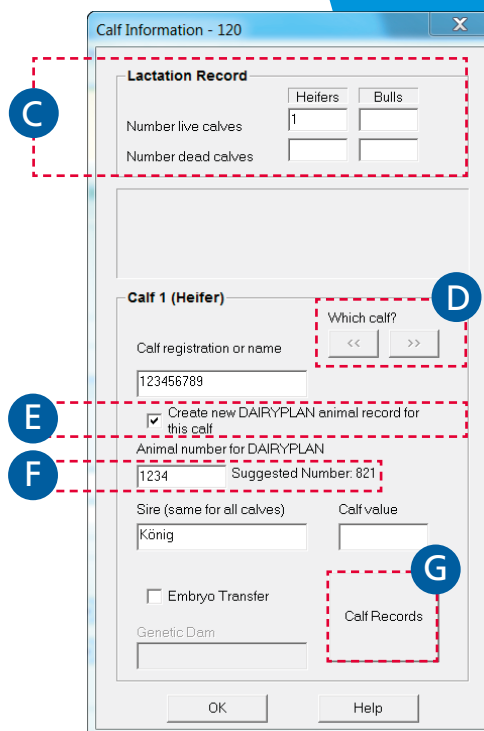 Calf Information - 120
X
Lactation Record
Heifers Bulls
C
Number live calves 1
Number dead calves
Calf 1 (Heifer)
D
Which calf?
<< >>
Calf registration or name
123456789
E
Create new DAIRYPLAN animal record for
this calf
Animal number for DAIRYPLAN
F
1234 Suggested Number: 821
Sire (same for all calves) Calf value
König
G
Embryo Transfer
Calf Records
Genetic Dam
OK Help